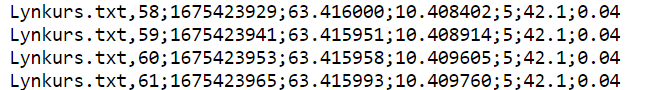 Lynkurs.txt,58;1675423929;63.416000;10.408402;5;42.1;0.04
Lynkurs.txt,59;1675423941;63.415951;10.408914;5;42.1;0.04
Lynkurs.txt,60;1675423953;63.415958;10.409605;5;42.1;0.04
Lynkurs.txt,61;1675423965;63.415993;10.409760;5;42.1;0.04